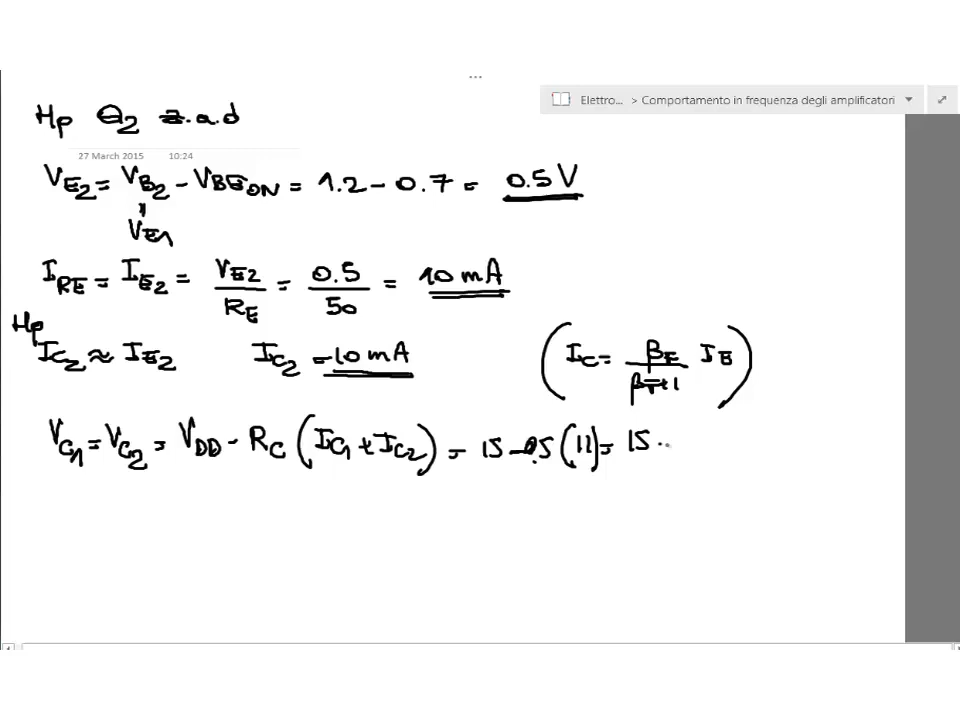 ...
Elettro... > Comportamento in frequenza degli amplificatori
Hp Q2 z.a.d
27 March 2015 10:24
VE2 = VB2 - VBEON = 1.2 - 0.7 = 0.5 V
VE1
IRE = IE2 = VE2/RE = 0.5/50 = 10 mA
Hp
IC2 ≈ IE2 IC2 = 10 mA (IC = βF/(βF+1) IE)
VC1 = VC2 = VDD - RC (IC1 + IC2) = 15 - 0.5 (11) = 15 -